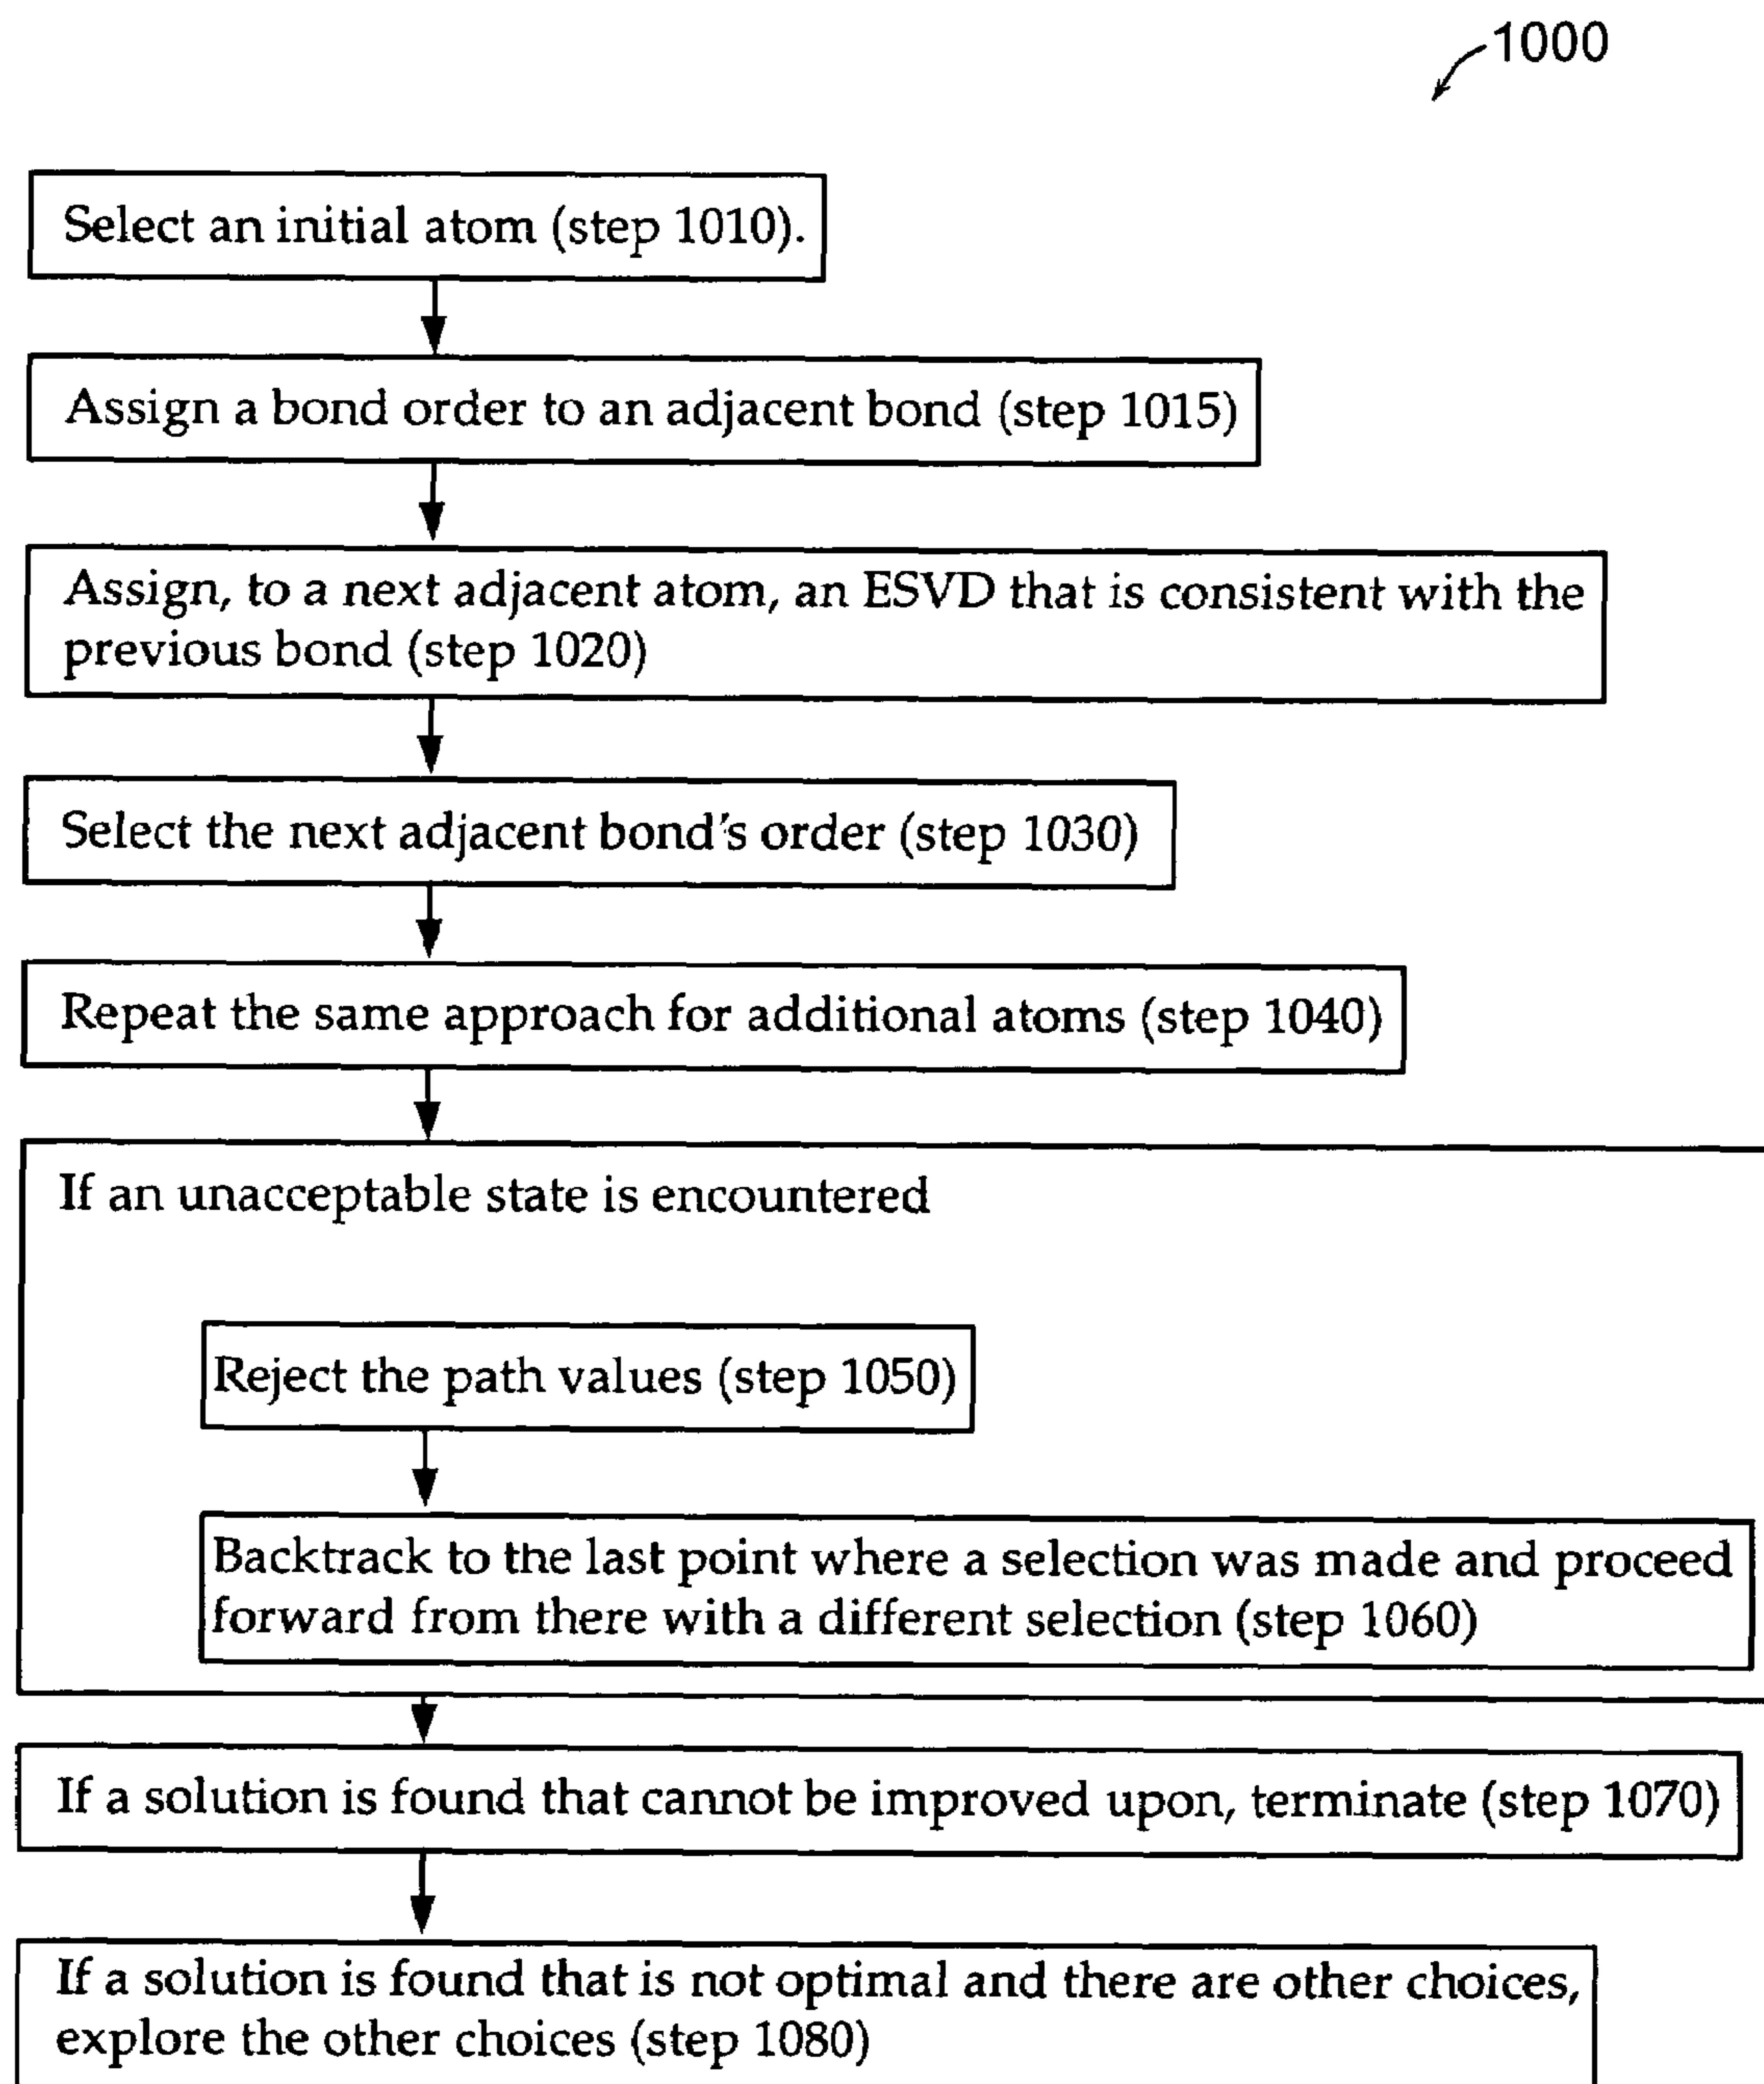 1000
Select an initial atom (step 1010).
Assign a bond order to an adjacent bond (step 1015)
Assign, to a next adjacent atom, an ESVD that is consistent with the
previous bond (step 1020)
Select the next adjacent bond's order (step 1030)
Repeat the same approach for additional atoms (step 1040)
If an unacceptable state is encountered
Reject the path values (step 1050)
Backtrack to the last point where a selection was made and proceed
forward from there with a different selection (step 1060)
If a solution is found that cannot be improved upon, terminate (step 1070)
If a solution is found that is not optimal and there are other choices,
explore the other choices (step 1080)